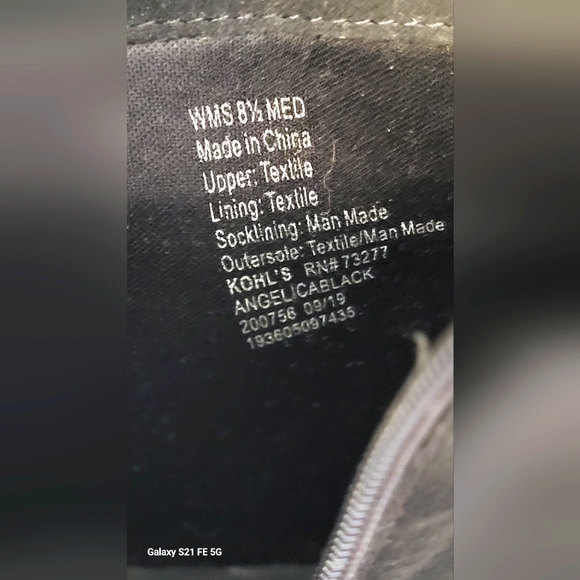 WMS 8½ MED
Made in China
Upper: Textile
Lining: Textile
Socklining: Man Made
Outersole: Textile/Man Made
KOHL'S RN# 73277
ANGELICABLACK
200756 09/19
193605097435
Galaxy S21 FE 5G